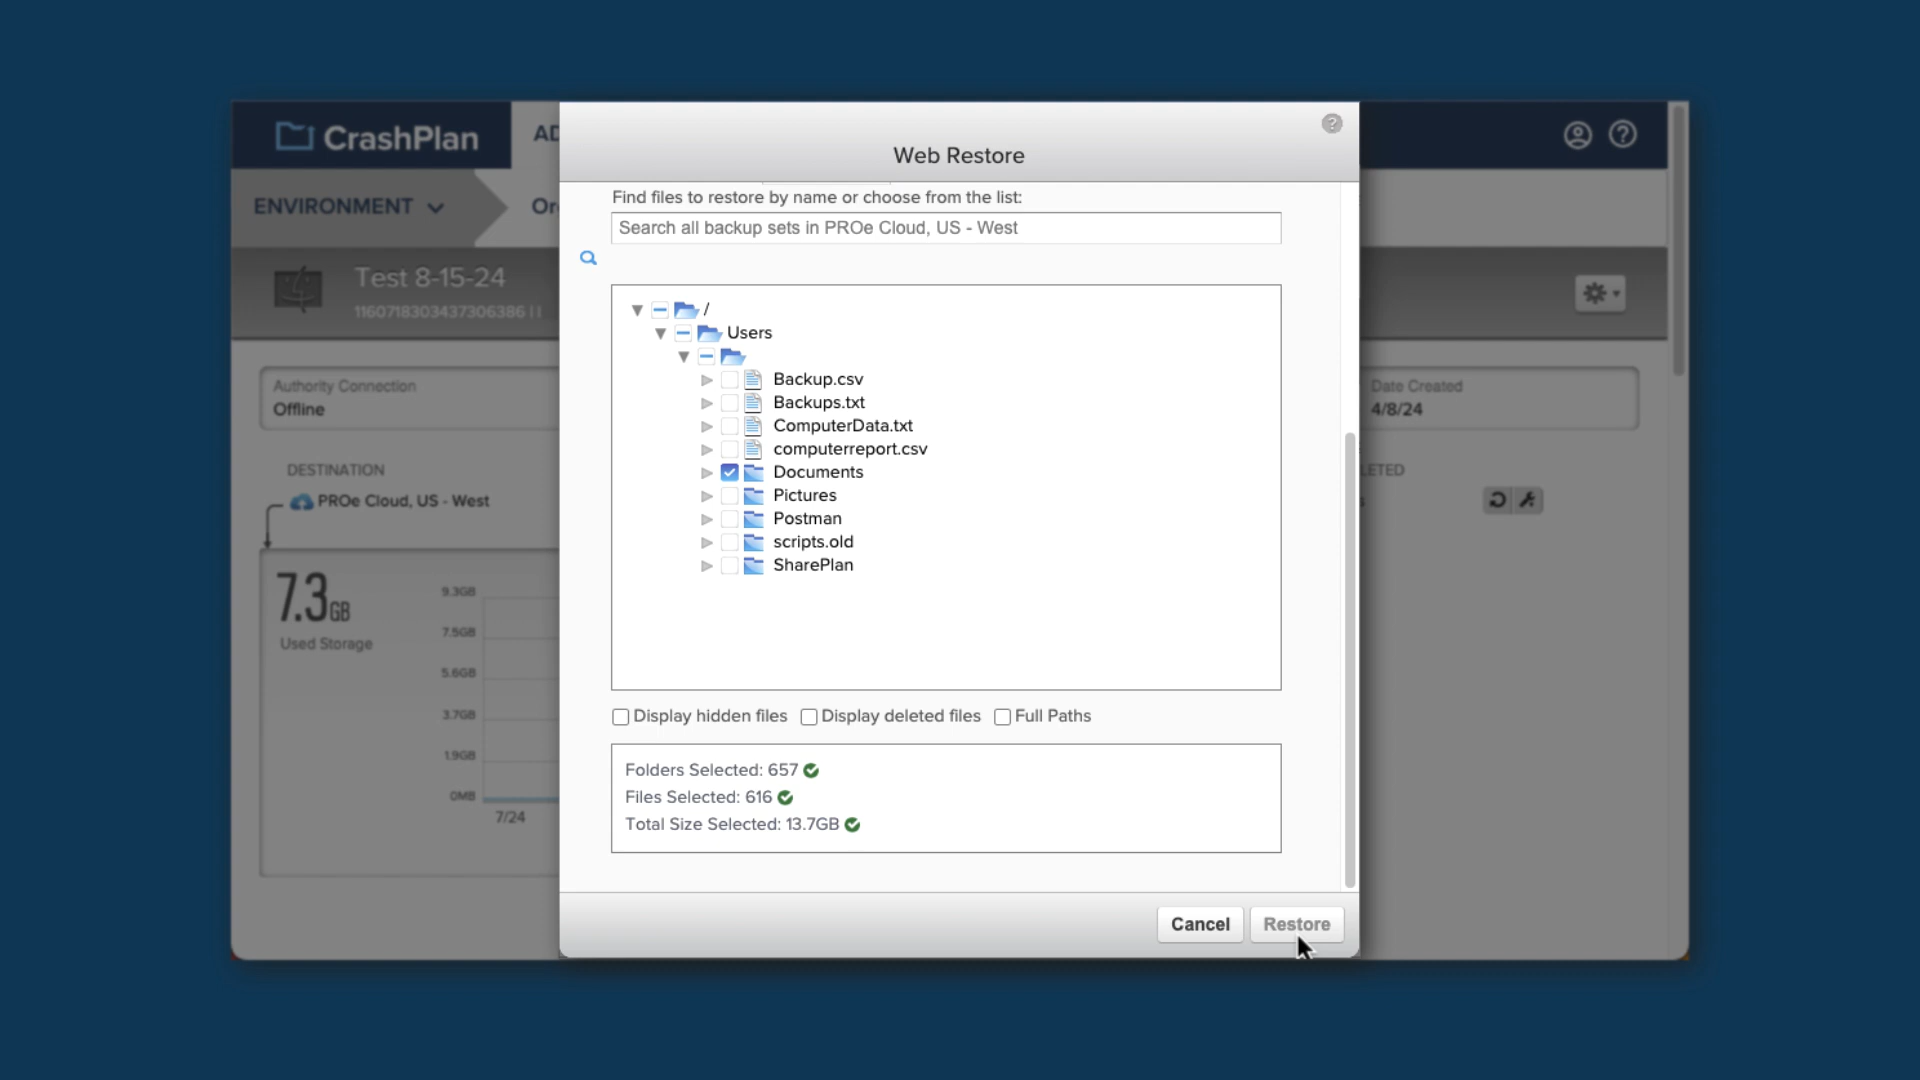 CrashPlan
AD
ENVIRONMENT
Or
Test 8-15-24
1160718303437306386 | I
Authority Connection
Offline
DESTINATION
PROe Cloud, US - West
7.3GB
Used Storage
9.3GB
7.5GB
5.6GB
3.7GB
1.9GB
0MB
7/24
Web Restore
?
Find files to restore by name or choose from the list:
Search all backup sets in PROe Cloud, US - West
/
Users
Backup.csv
Backups.txt
ComputerData.txt
computerreport.csv
Documents
Pictures
Postman
scripts.old
SharePlan
Display hidden files Display deleted files Full Paths
Folders Selected: 657
Files Selected: 616
Total Size Selected: 13.7GB
Cancel Restore
?
Date Created
4/8/24
LETED